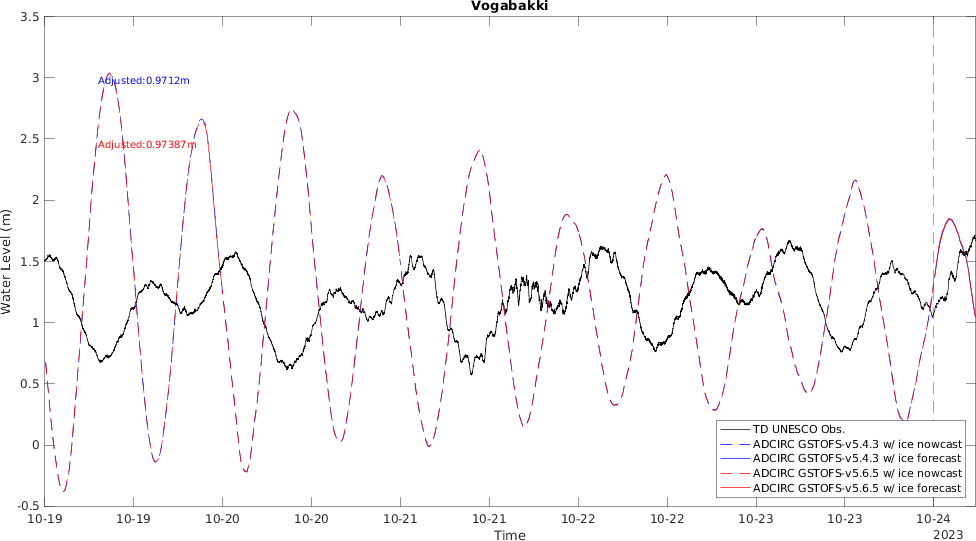 Vogabakki
3.5
3
2.5
2
1.5
1
0.5
0
-0.5
Water Level (m)
Adjusted:0.9712m
Adjusted:0.97387m
TD UNESCO Obs.
ADCIRC GSTOFS-v5.4.3 w/ ice nowcast
ADCIRC GSTOFS-v5.4.3 w/ ice forecast
ADCIRC GSTOFS-v5.6.5 w/ ice nowcast
ADCIRC GSTOFS-v5.6.5 w/ ice forecast
10-19 10-19 10-20 10-20 10-21 10-21 10-22 10-22 10-23 10-23 10-24
2023
Time